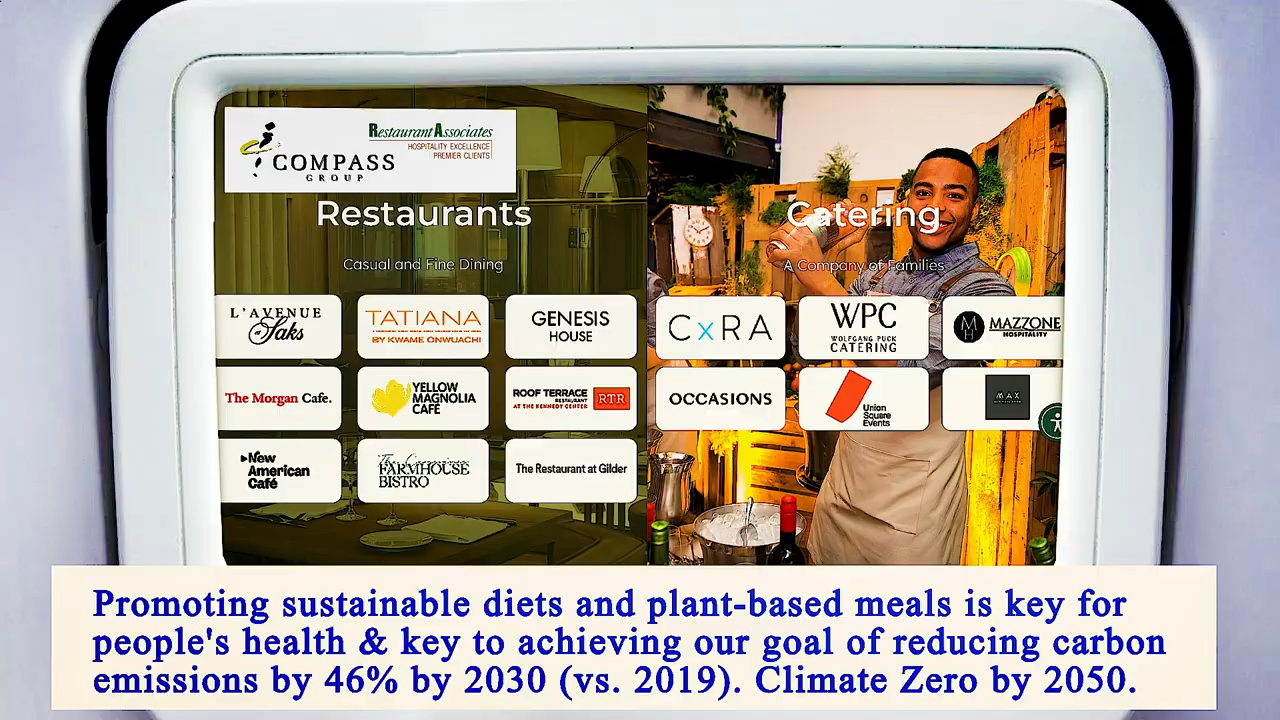 COMPASS
GROUP
Restaurant Associates
HOSPITALITY EXCELLENCE
PREMIER CLIENTS
Restaurants
Casual and Fine Dining
L'AVENUE
at
Saks
TATIANA
BY KWAME ONWUACHI
GENESIS
HOUSE
The Morgan Cafe.
YELLOW
MAGNOLIA
CAFÉ
ROOF TERRACE
RESTAURANT
AT THE KENNEDY CENTER
RTR
New
American
Café
FARMHOUSE
BISTRO
The Restaurant at Gilder
Catering
A Company of Families
CxRA
WPC
WOLFGANG PUCK
CATERING
MH
MAZZONE
HOSPITALITY
OCCASIONS
Union
Square
Events
MAX
Promoting sustainable diets and plant-based meals is key for
people's health & key to achieving our goal of reducing carbon
emissions by 46% by 2030 (vs. 2019). Climate Zero by 2050.